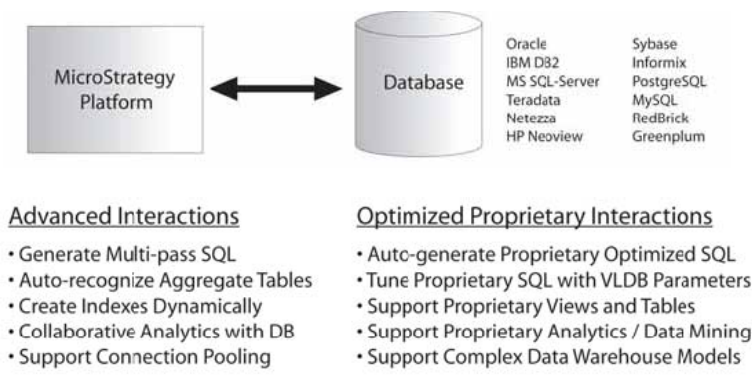 MicroStrategy
Platform
Database
Oracle
IBM DB2
MS SQL-Server
Teradata
Netezza
HP Neoview
Sybase
Informix
PostgreSQL
MySQL
RedBrick
Greenplum
Advanced Interactions
• Generate Multi-pass SQL
• Auto-recognize Aggregate Tables
• Create Indexes Dynamically
• Collaborative Analytics with DB
• Support Connection Pooling
Optimized Proprietary Interactions
• Auto-generate Proprietary Optimized SQL
• Tune Proprietary SQL with VLDB Parameters
• Support Proprietary Views and Tables
• Support Proprietary Analytics / Data Mining
• Support Complex Data Warehouse Models